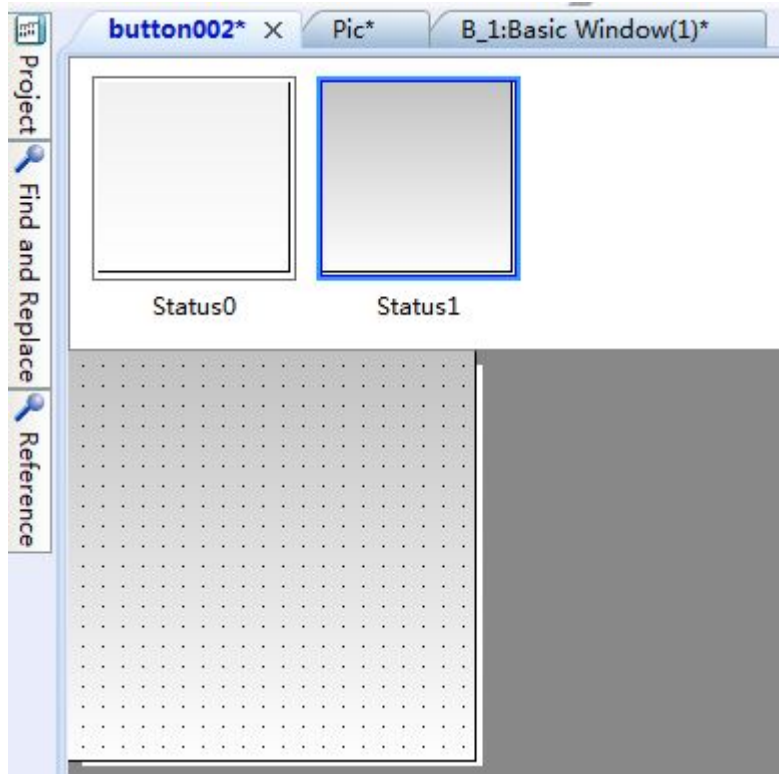 button002*
Pic*
B_1:Basic Window(1)*
Project
Find and Replace
Reference
Status0
Status1